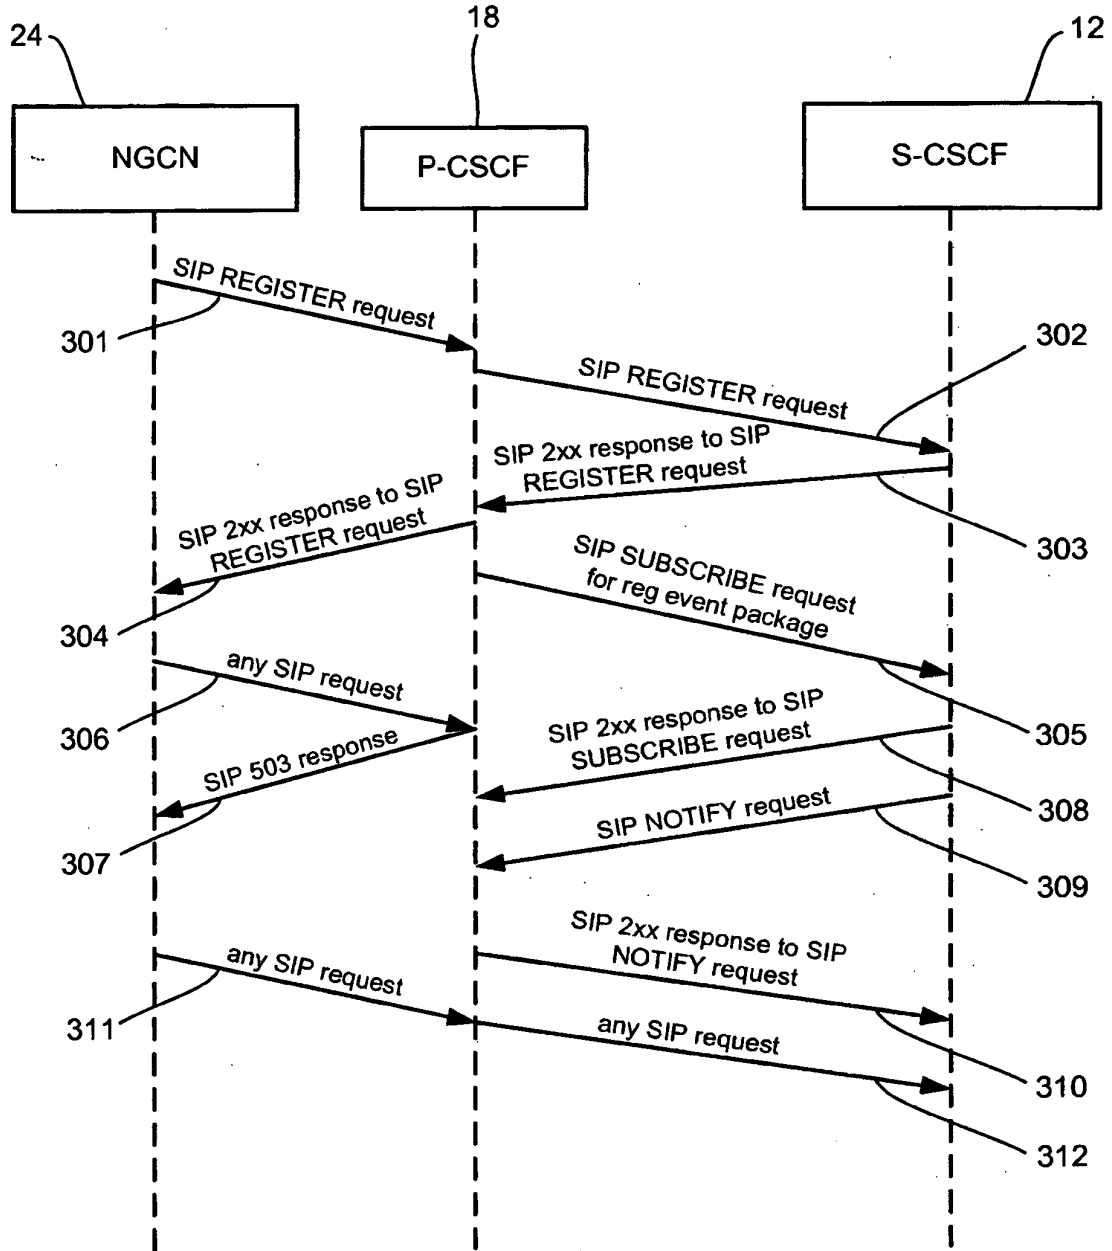 24
18
12
NGCN
P-CSCF
S-CSCF
SIP REGISTER request
301
302
SIP REGISTER request
SIP 2xx response to SIP
REGISTER request
303
SIP 2xx response to SIP
REGISTER request
304
SIP SUBSCRIBE request
for reg event package
305
any SIP request
306
SIP 503 response
307
SIP 2xx response to SIP
SUBSCRIBE request
308
SIP NOTIFY request
309
SIP 2xx response to SIP
NOTIFY request
310
any SIP request
311
any SIP request
312